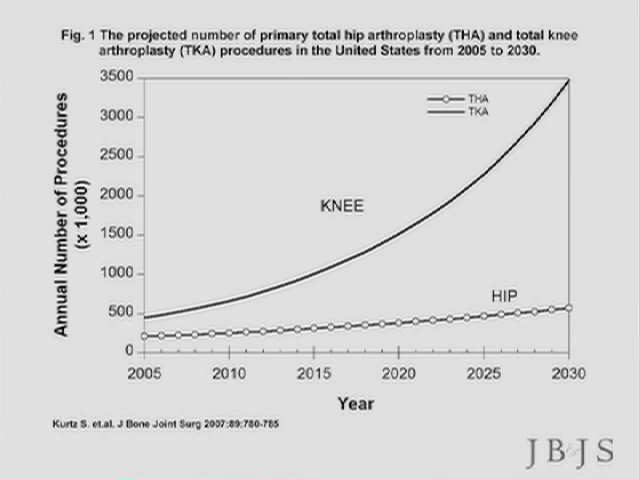 Fig. 1 The projected number of primary total hip arthroplasty (THA) and total knee
arthroplasty (TKA) procedures in the United States from 2005 to 2030.
3500
3000
2500
2000
1500
1000
500
0
Annual Number of Procedures
(x 1,000)
THA
TKA
KNEE
HIP
2005 2010 2015 2020 2025 2030
Year
Kurtz S. et.al. J Bone Joint Surg 2007;89:780-785
JB&JS